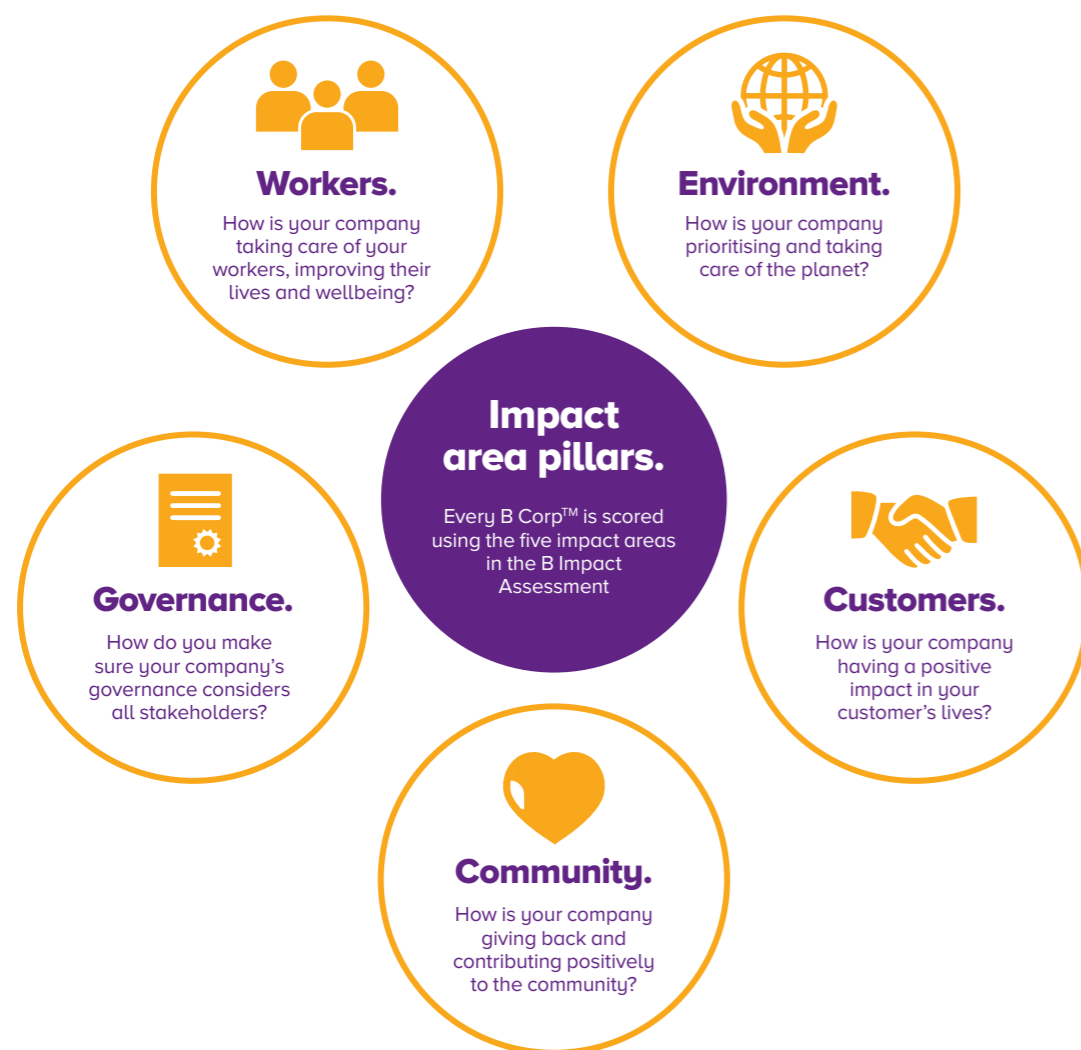 Workers.
How is your company
taking care of your
workers, improving their
lives and wellbeing?
Environment.
How is your company
prioritising and taking
care of the planet?
Impact
area pillars.
Every B Corp™ is scored
using the five impact areas
in the B Impact
Assessment
Governance.
How do you make
sure your company’s
governance considers
all stakeholders?
Customers.
How is your company
having a positive
impact in your
customer’s lives?
Community.
How is your company
giving back and
contributing positively
to the community?